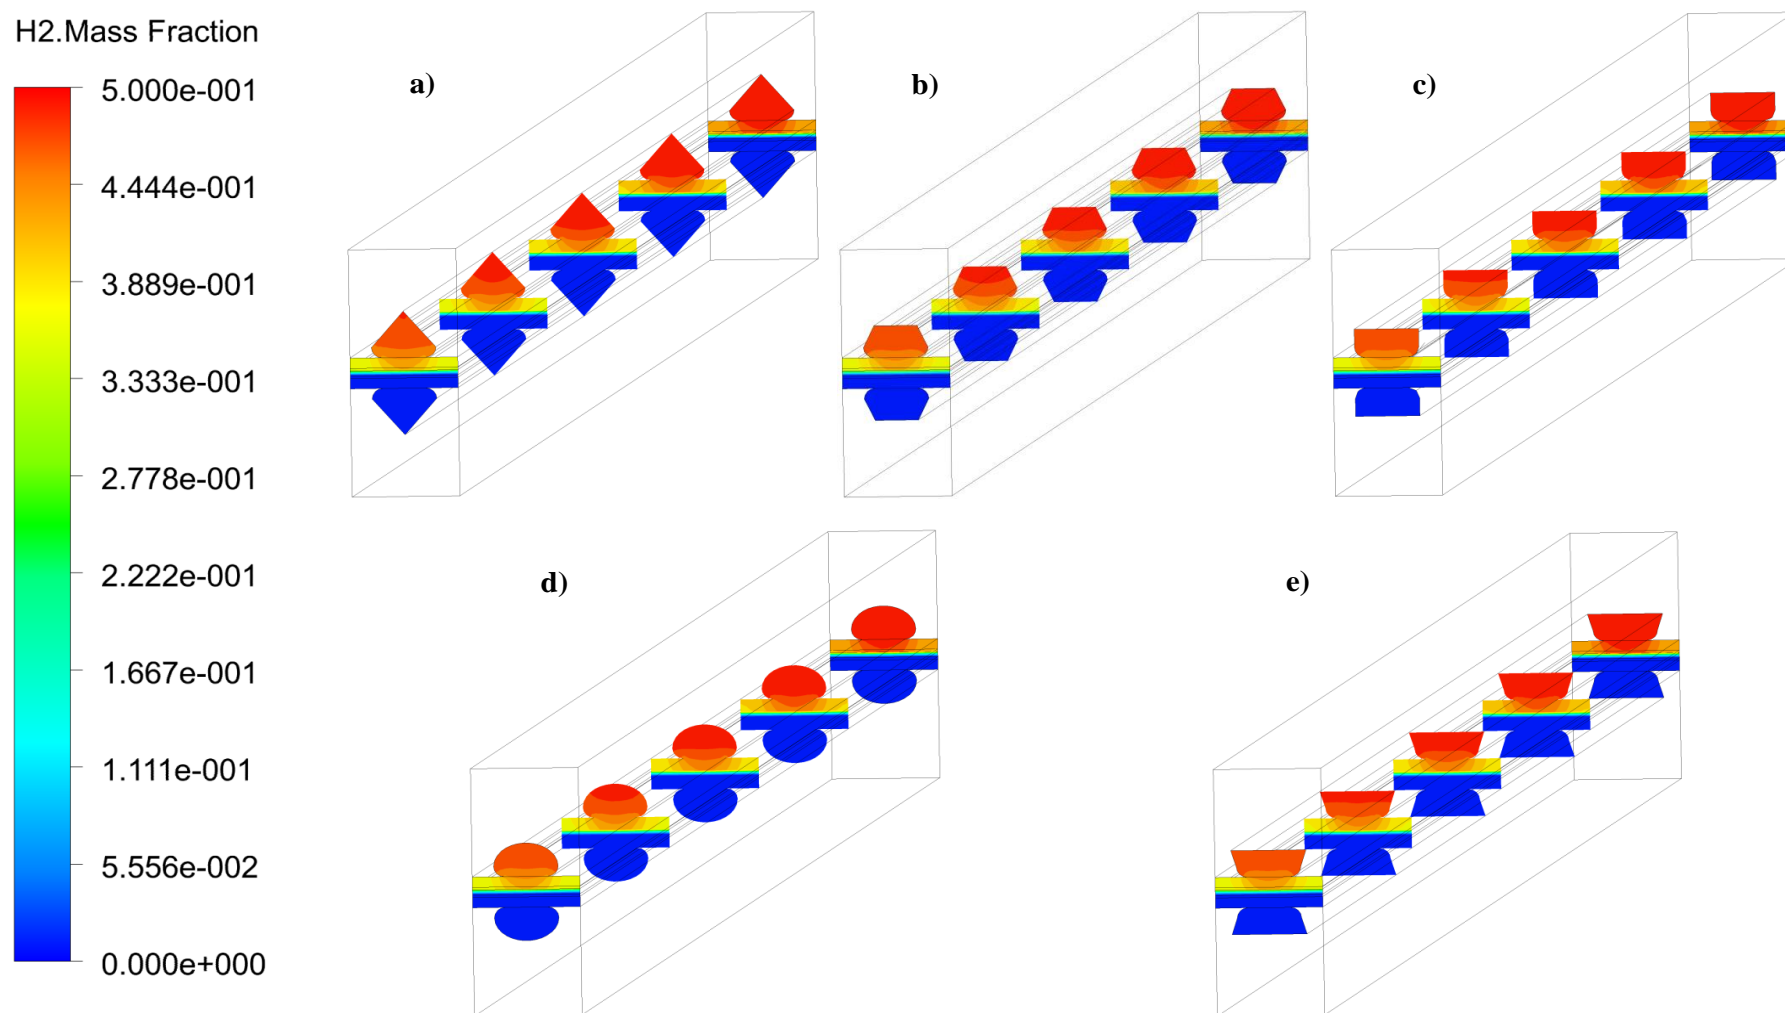 H2.Mass Fraction
5.000e-001
4.444e-001
3.889e-001
3.333e-001
2.778e-001
2.222e-001
1.667e-001
1.111e-001
5.556e-002
0.000e+000
a)
b)
c)
d)
e)